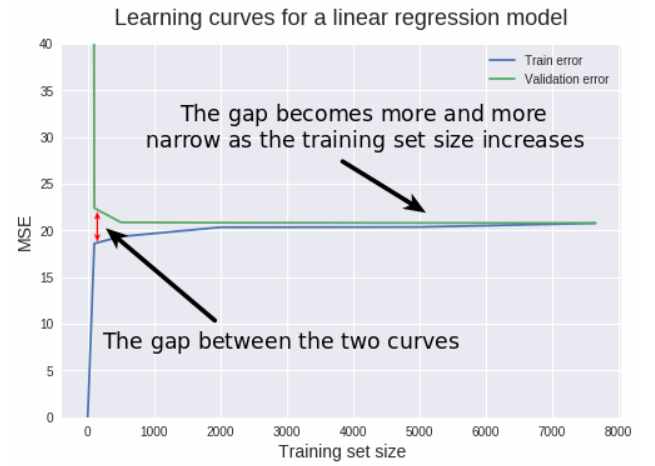 Learning curves for a linear regression model
40
Train error
Validation error
35
The gap becomes more and more
narrow as the training set size increases
30
25
20
MSE
15
10
The gap between the two curves
5
0
0 1000 2000 3000 4000 5000 6000 7000 8000
Training set size